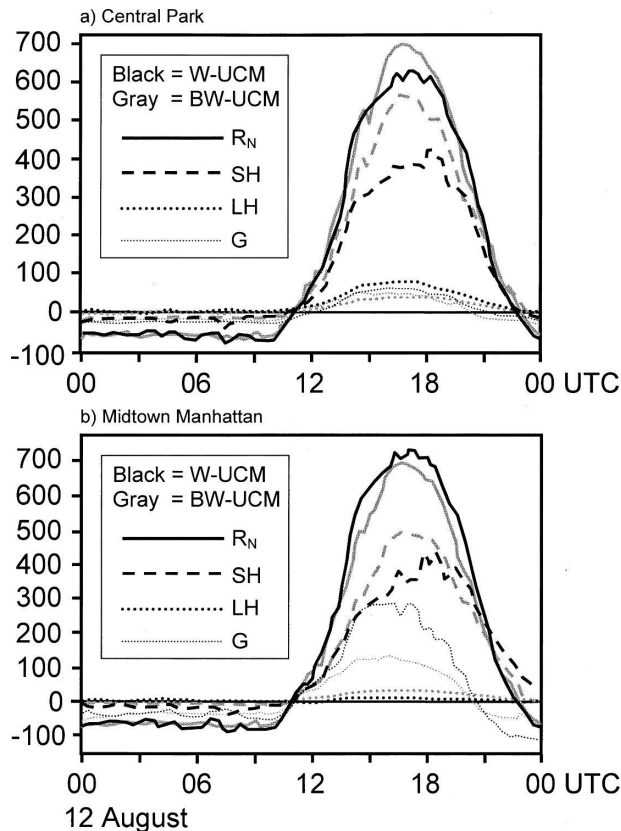 a) Central Park
700
600
500
400
300
200
100
0
-100
Black = W-UCM
Gray = BW-UCM
RN
SH
LH
G
00 06 12 18 00 UTC
b) Midtown Manhattan
700
600
500
400
300
200
100
0
-100
Black = W-UCM
Gray = BW-UCM
RN
SH
LH
G
00 06 12 18 00 UTC
12 August